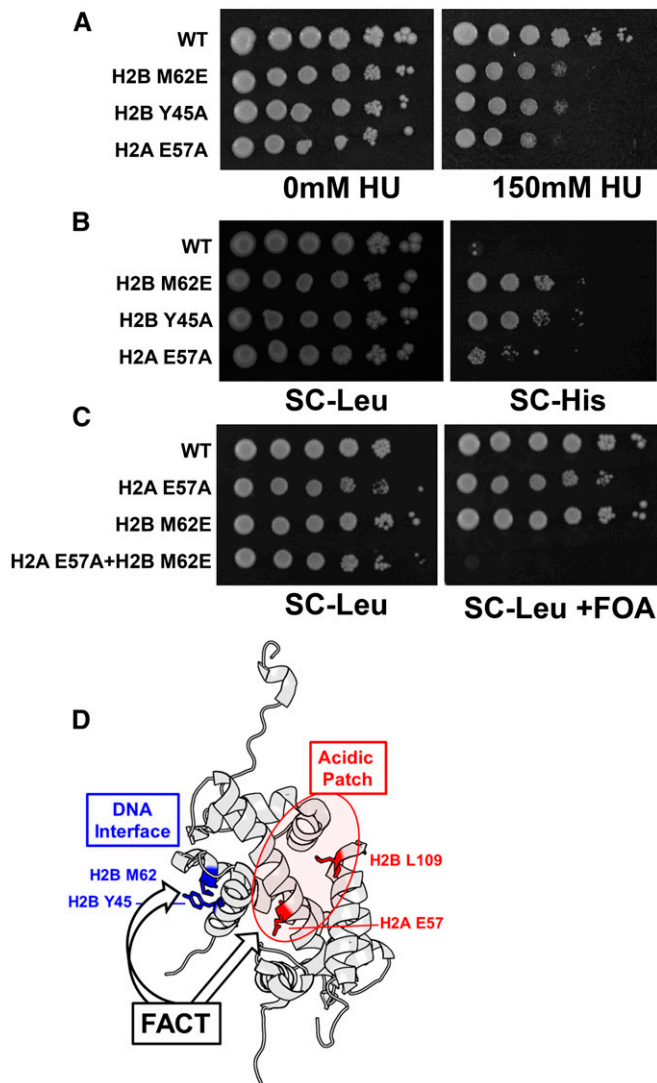 A
WT
H2B M62E
H2B Y45A
H2A E57A
0mM HU
150mM HU
B
WT
H2B M62E
H2B Y45A
H2A E57A
SC-Leu
SC-His
C
WT
H2A E57A
H2B M62E
H2A E57A+H2B M62E
SC-Leu
SC-Leu +FOA
D
Acidic
Patch
DNA
Interface
H2B M62
H2B Y45
H2B L109
H2A E57
FACT